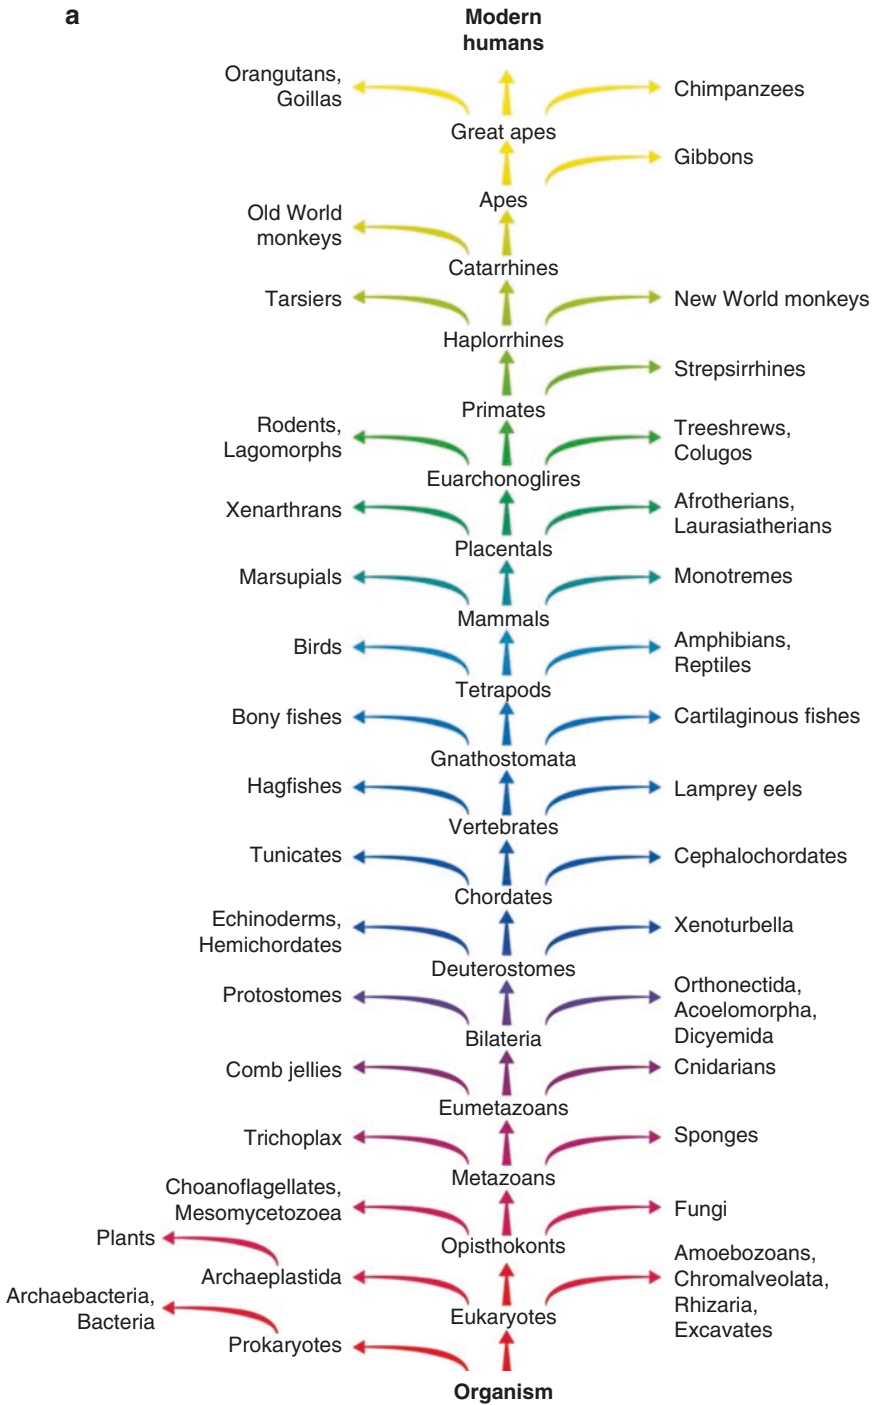 a
Modern
humans
Orangutans,
Goillas
Chimpanzees
Great apes
Gibbons
Apes
Old World
monkeys
Catarrhines
Tarsiers
New World monkeys
Haplorrhines
Strepsirrhines
Primates
Rodents,
Lagomorphs
Treeshrews,
Colugos
Euarchonoglires
Xenarthrans
Afrotherians,
Laurasiatherians
Placentals
Marsupials
Monotremes
Mammals
Birds
Amphibians,
Reptiles
Tetrapods
Bony fishes
Cartilaginous fishes
Gnathostomata
Hagfishes
Lamprey eels
Vertebrates
Tunicates
Cephalochordates
Chordates
Echinoderms,
Hemichordates
Xenoturbella
Deuterostomes
Protostomes
Orthonectida,
Acoelomorpha,
Dicyemida
Bilateria
Comb jellies
Cnidarians
Eumetazoans
Trichoplax
Sponges
Metazoans
Choanoflagellates,
Mesomycetozoea
Fungi
Opisthokonts
Plants
Archaeplastida
Amoebozoans,
Chromalveolata,
Rhizaria,
Excavates
Eukaryotes
Archaebacteria,
Bacteria
Prokaryotes
Organism